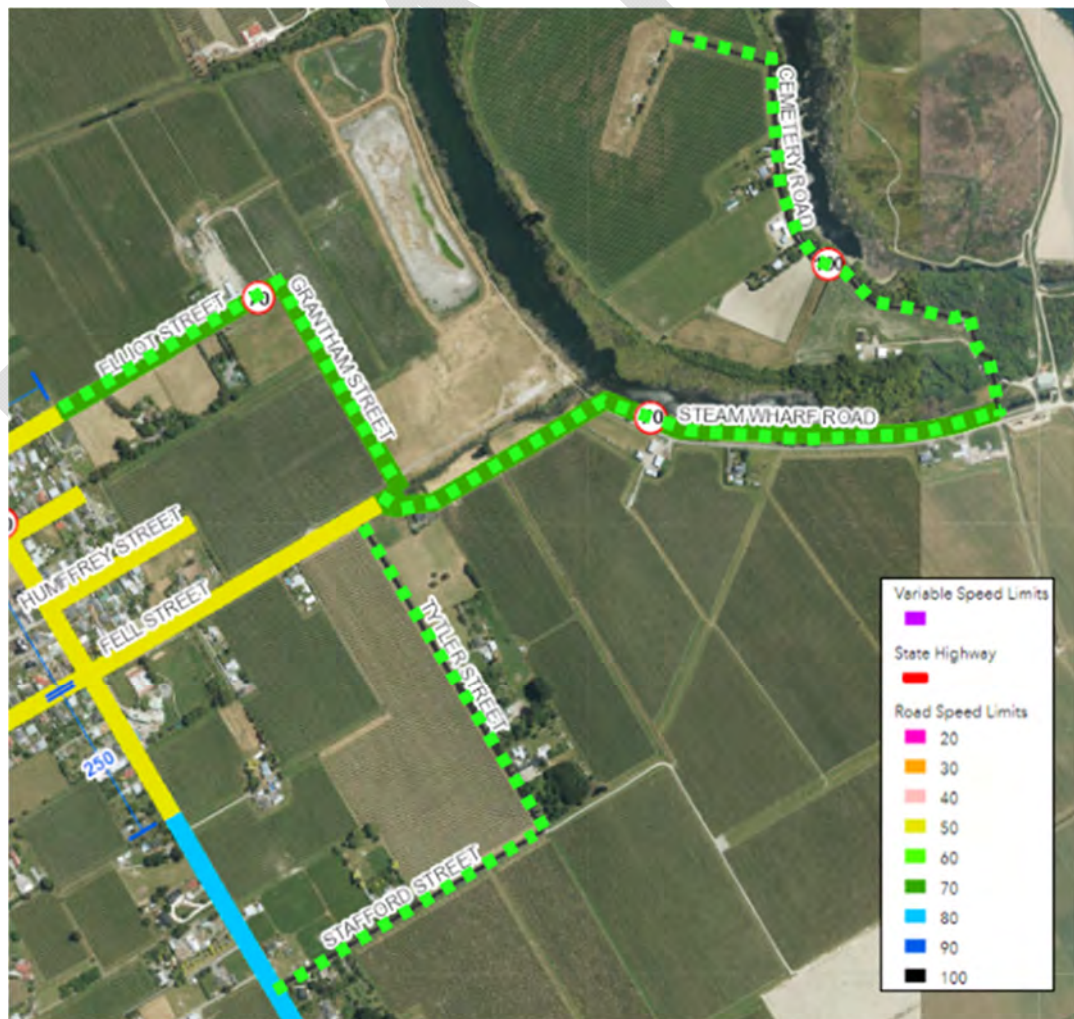 CEMETERY ROAD
GRANTHAM STREET
ELLIOT STREET
STEAM WHARF ROAD
HUMFFREY STREET
FELL STREET
TYTLER STREET
250
STAFFORD STREET
Variable Speed Limits
State Highway
Road Speed Limits
20
30
40
50
60
70
80
90
100